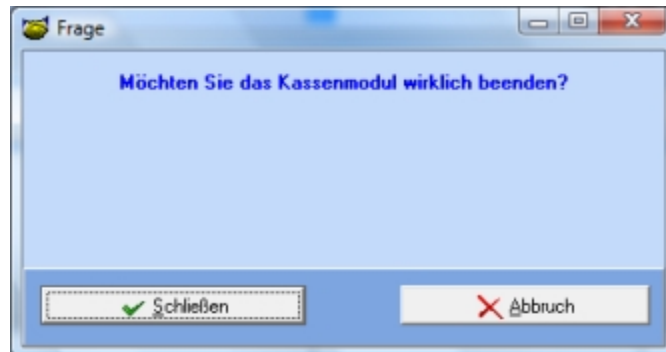 Frage
Möchten Sie das Kassenmodul wirklich beenden?
Schließen
Abbruch